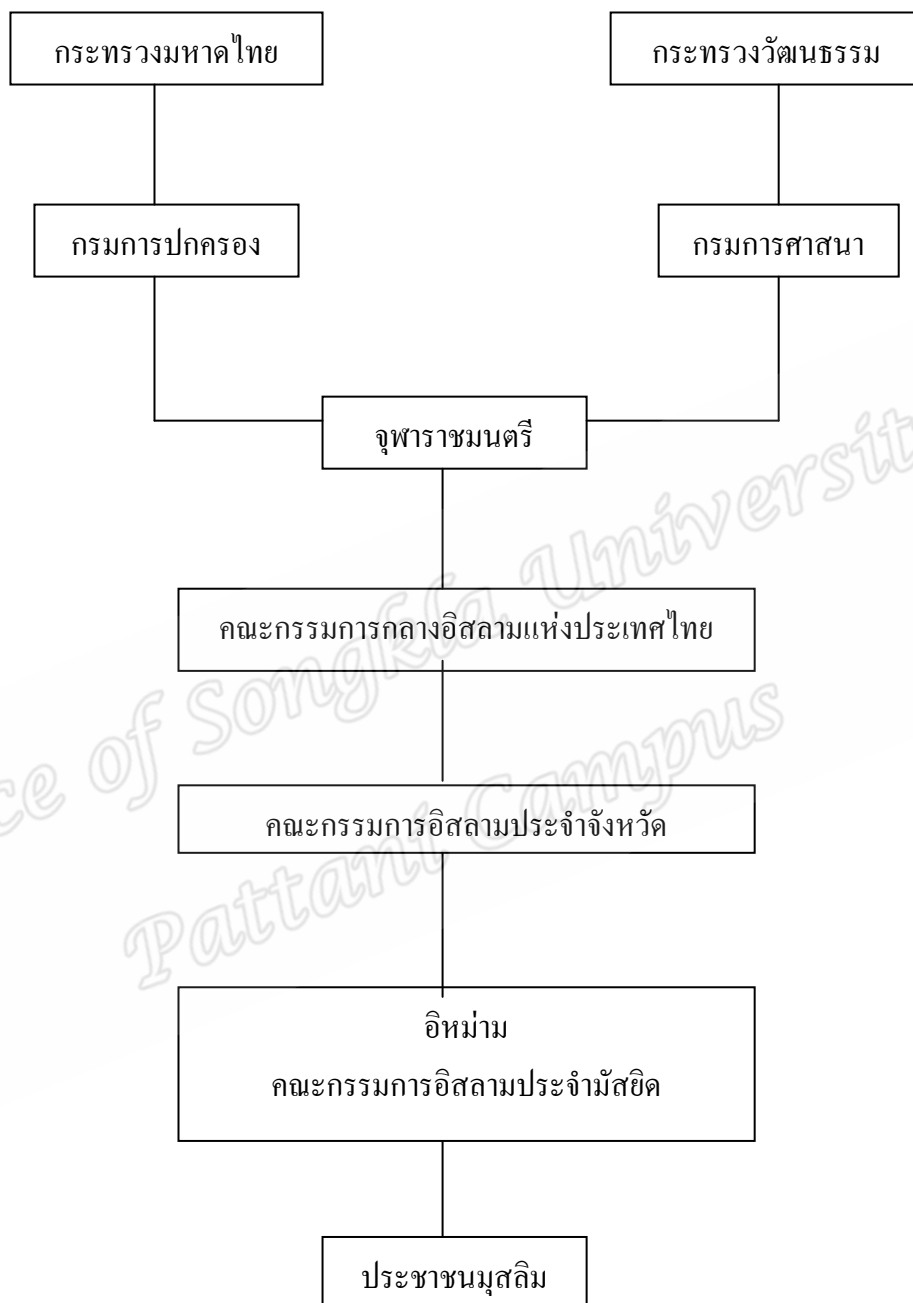 กระทรวงมหาดไทย
กระทรวงวัฒนธรรม
กรมการปกครอง
กรมการศาสนา
จุฬาราชมนตรี
คณะกรรมการกลางอิสลามแห่งประเทศไทย
คณะกรรมการอิสลามประจำจังหวัด
อิหม่าม
คณะกรรมการอิสลามประจำมัสยิด
ประชาชนมุสลิม
ce of Songkla Universit
Pattani Campus